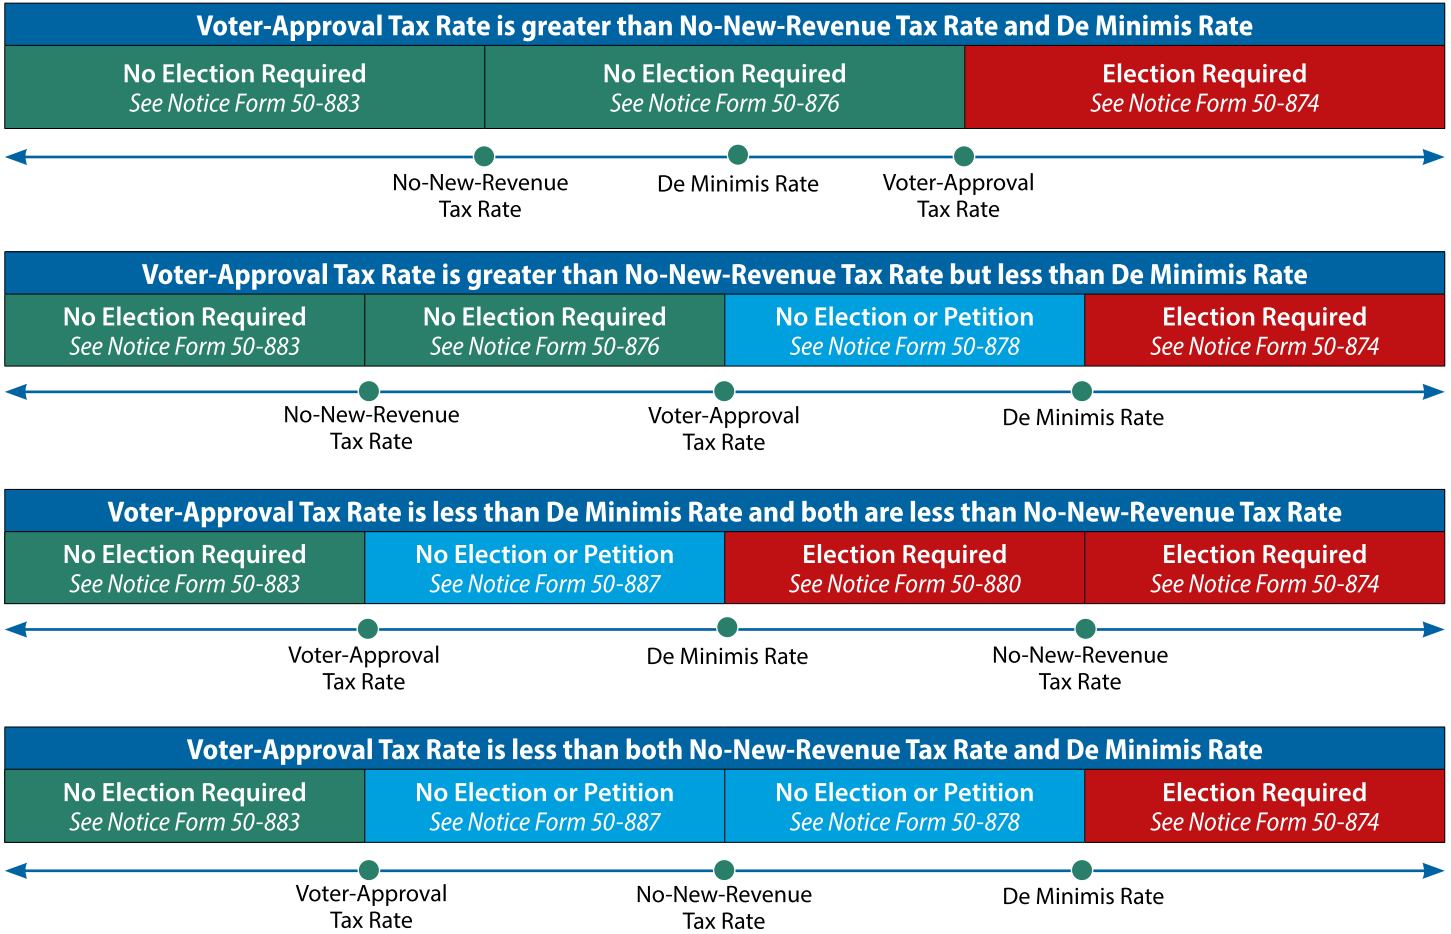 Voter-Approval Tax Rate is greater than No-New-Revenue Tax Rate and De Minimis Rate
No Election Required
See Notice Form 50-883
No Election Required
See Notice Form 50-876
Election Required
See Notice Form 50-874
No-New-Revenue
Tax Rate
De Minimis Rate
Voter-Approval
Tax Rate
Voter-Approval Tax Rate is greater than No-New-Revenue Tax Rate but less than De Minimis Rate
No Election Required
See Notice Form 50-883
No Election Required
See Notice Form 50-876
No Election or Petition
See Notice Form 50-878
Election Required
See Notice Form 50-874
No-New-Revenue
Tax Rate
Voter-Approval
Tax Rate
De Minimis Rate
Voter-Approval Tax Rate is less than De Minimis Rate and both are less than No-New-Revenue Tax Rate
No Election Required
See Notice Form 50-883
No Election or Petition
See Notice Form 50-887
Election Required
See Notice Form 50-880
Election Required
See Notice Form 50-874
Voter-Approval
Tax Rate
De Minimis Rate
No-New-Revenue
Tax Rate
Voter-Approval Tax Rate is less than both No-New-Revenue Tax Rate and De Minimis Rate
No Election Required
See Notice Form 50-883
No Election or Petition
See Notice Form 50-887
No Election or Petition
See Notice Form 50-878
Election Required
See Notice Form 50-874
Voter-Approval
Tax Rate
No-New-Revenue
Tax Rate
De Minimis Rate